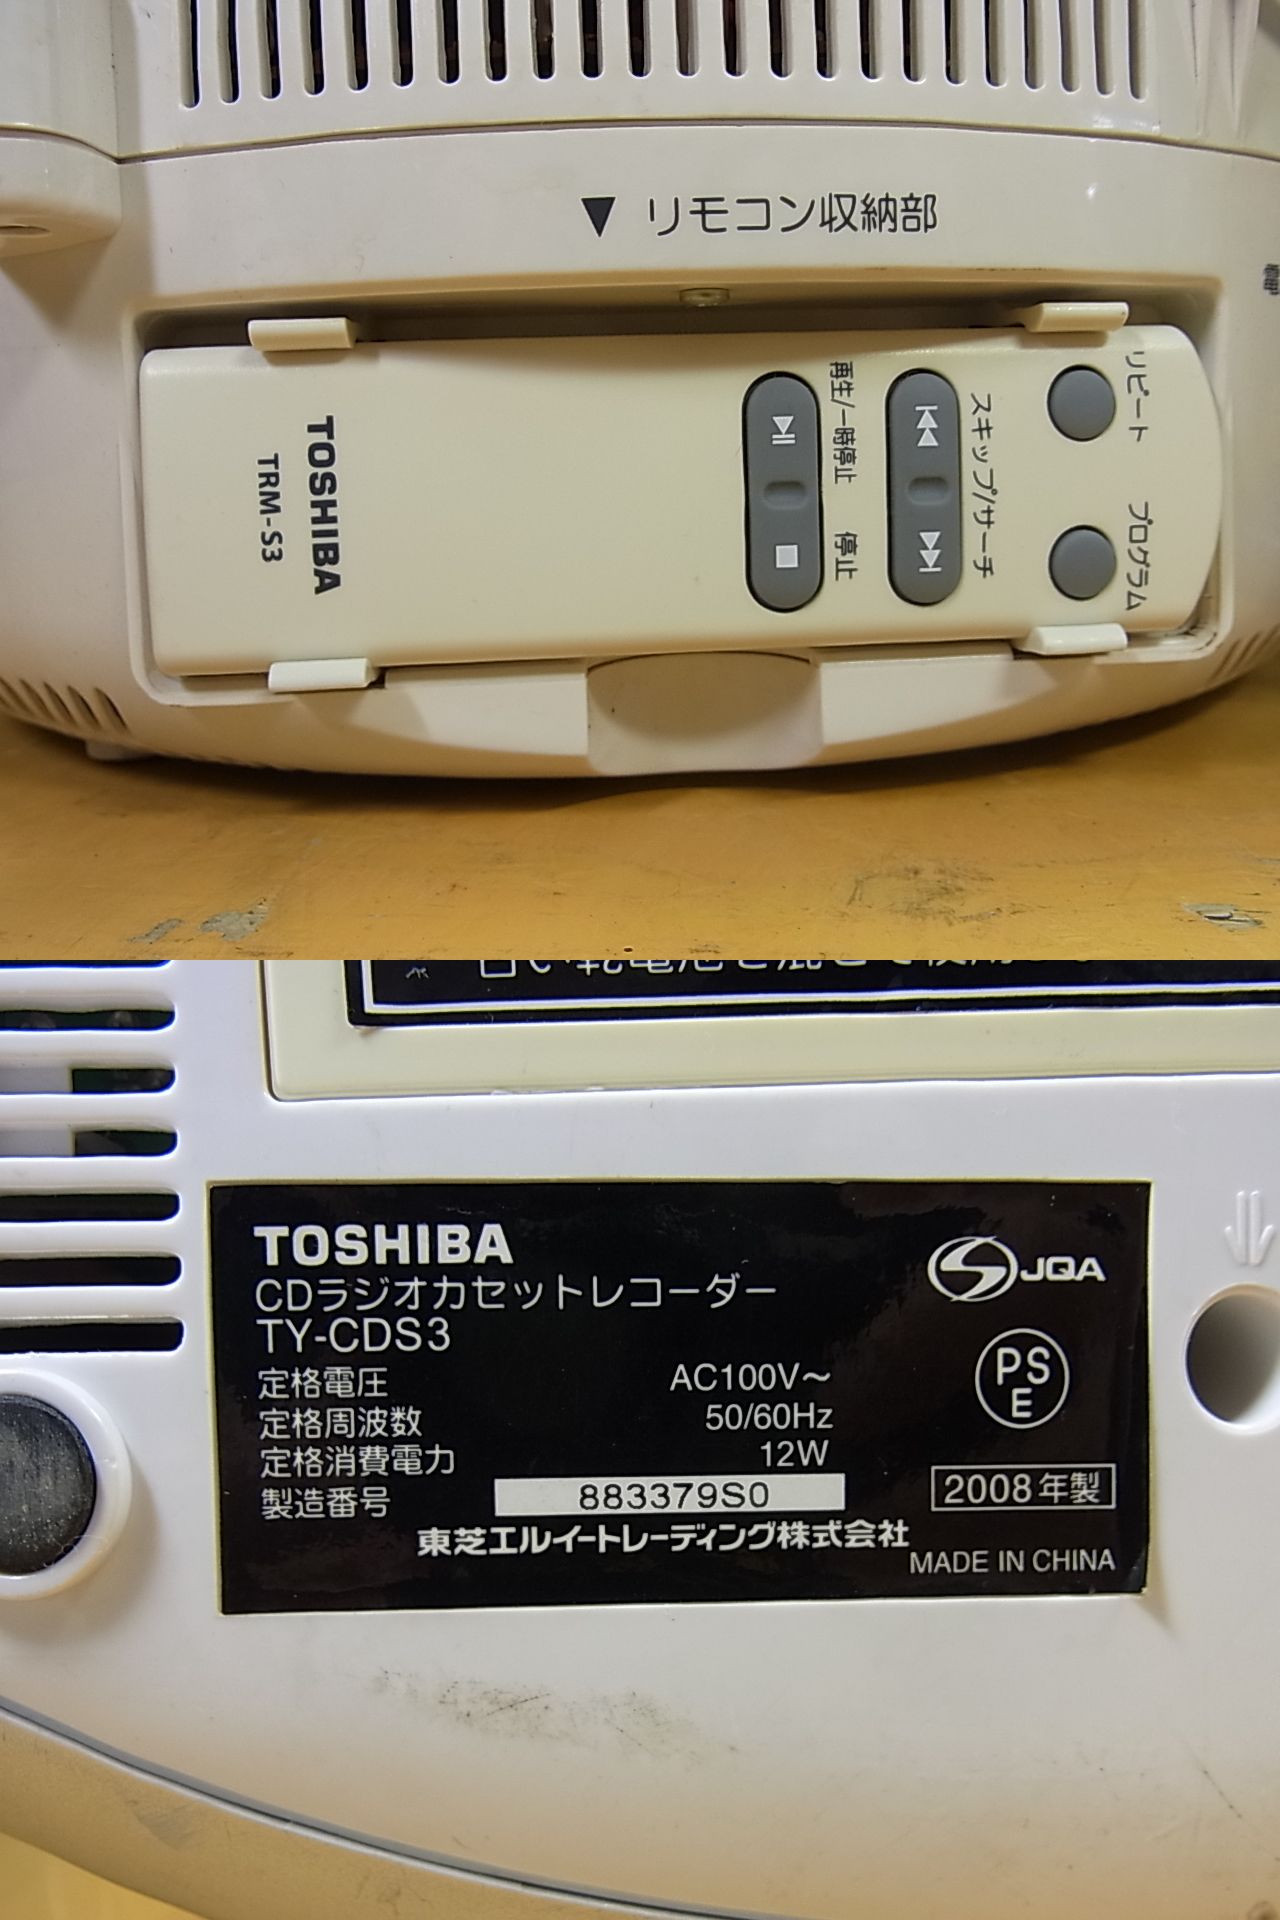 ▼ リモコン収納部
リピート
プログラム
スキップ/サーチ
再生/一時停止
停止
TOSHIBA
TRM-S3
TOSHIBA
CDラジオカセットレコーダー
TY-CDS3
JQA
定格電圧 AC100V～
PS
E
定格周波数 50/60Hz
定格消費電力 12W
製造番号 883379S0
2008年製
東芝エルイートレーディング株式会社
MADE IN CHINA